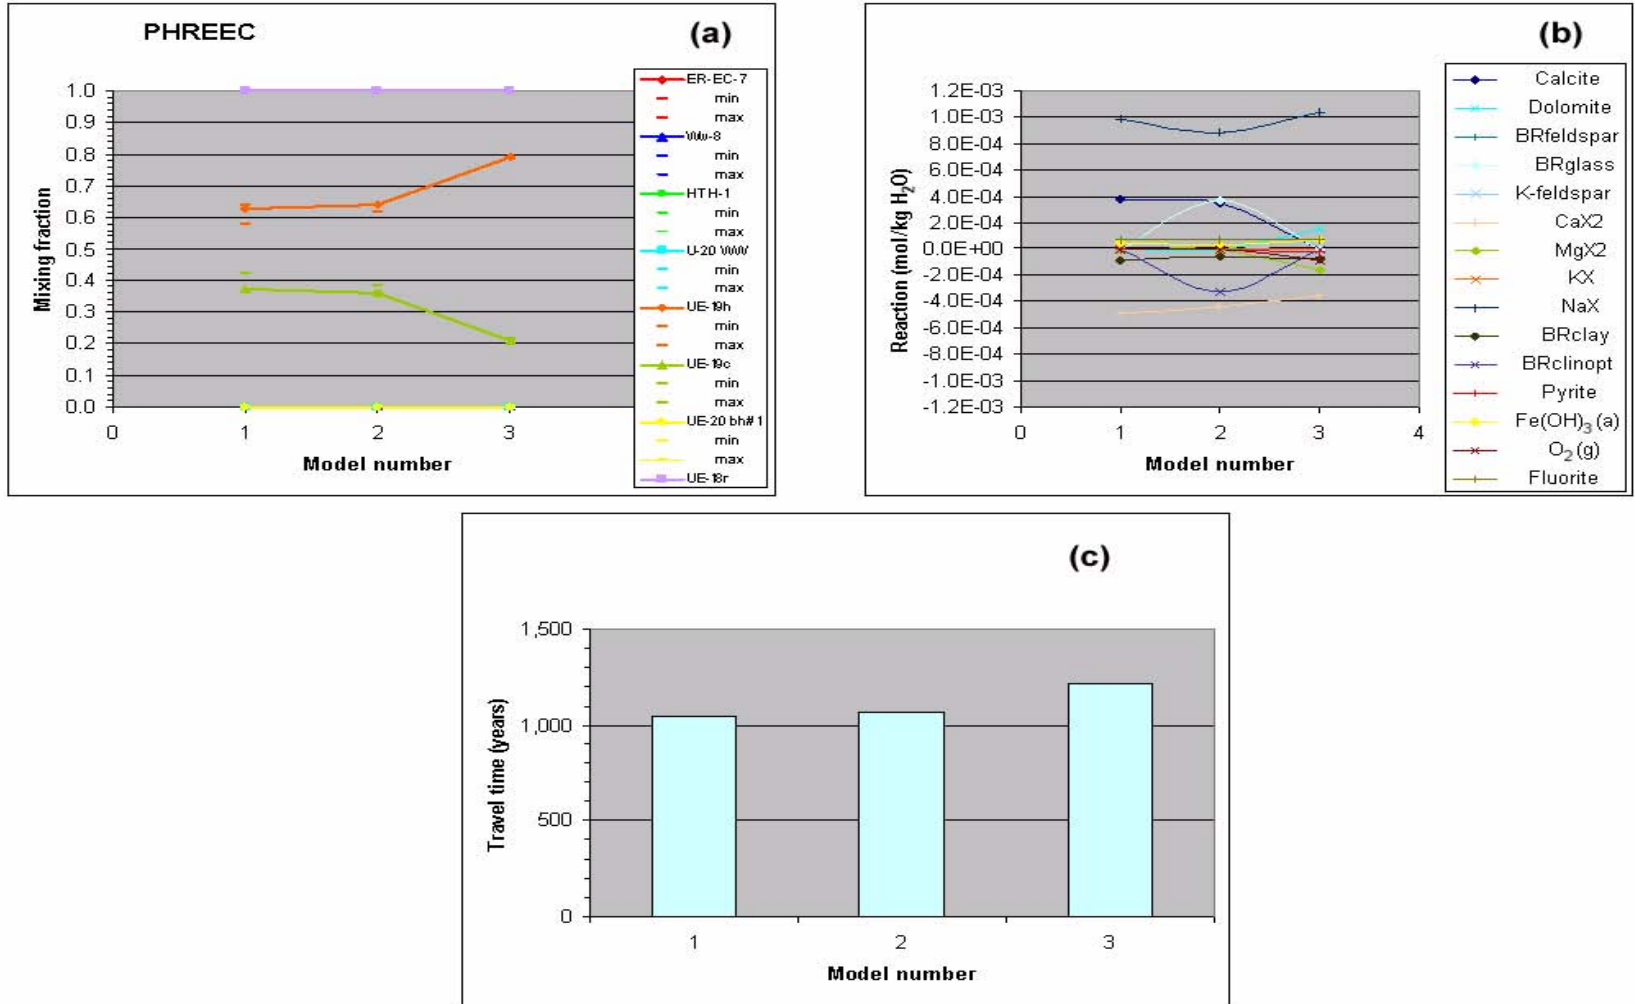 PHREEC
(a)
1.0
0.9
0.8
0.7
0.6
0.5
0.4
0.3
0.2
0.1
0.0
0
1
2
3
Mixing fraction
Model number
ER-EC-7
min
max
WW-8
min
max
HTH-1
min
max
U-20 WW
min
max
UE-19h
min
max
UE-19c
min
max
UE-20 bh#1
min
max
UE-18r
(b)
1.2E-03
1.0E-03
8.0E-04
6.0E-04
4.0E-04
2.0E-04
0.0E+00
-2.0E-04
-4.0E-04
-6.0E-04
-8.0E-04
-1.0E-03
-1.2E-03
0
1
2
3
4
Reaction (mol/kg H₂O)
Model number
Calcite
Dolomite
BRfeldspar
BRglass
K-feldspar
CaX2
MgX2
KX
NaX
BRclay
BRclinopt
Pyrite
Fe(OH)₃(a)
O₂(g)
Fluorite
(c)
1,500
1,000
500
0
1
2
3
Travel time (years)
Model number